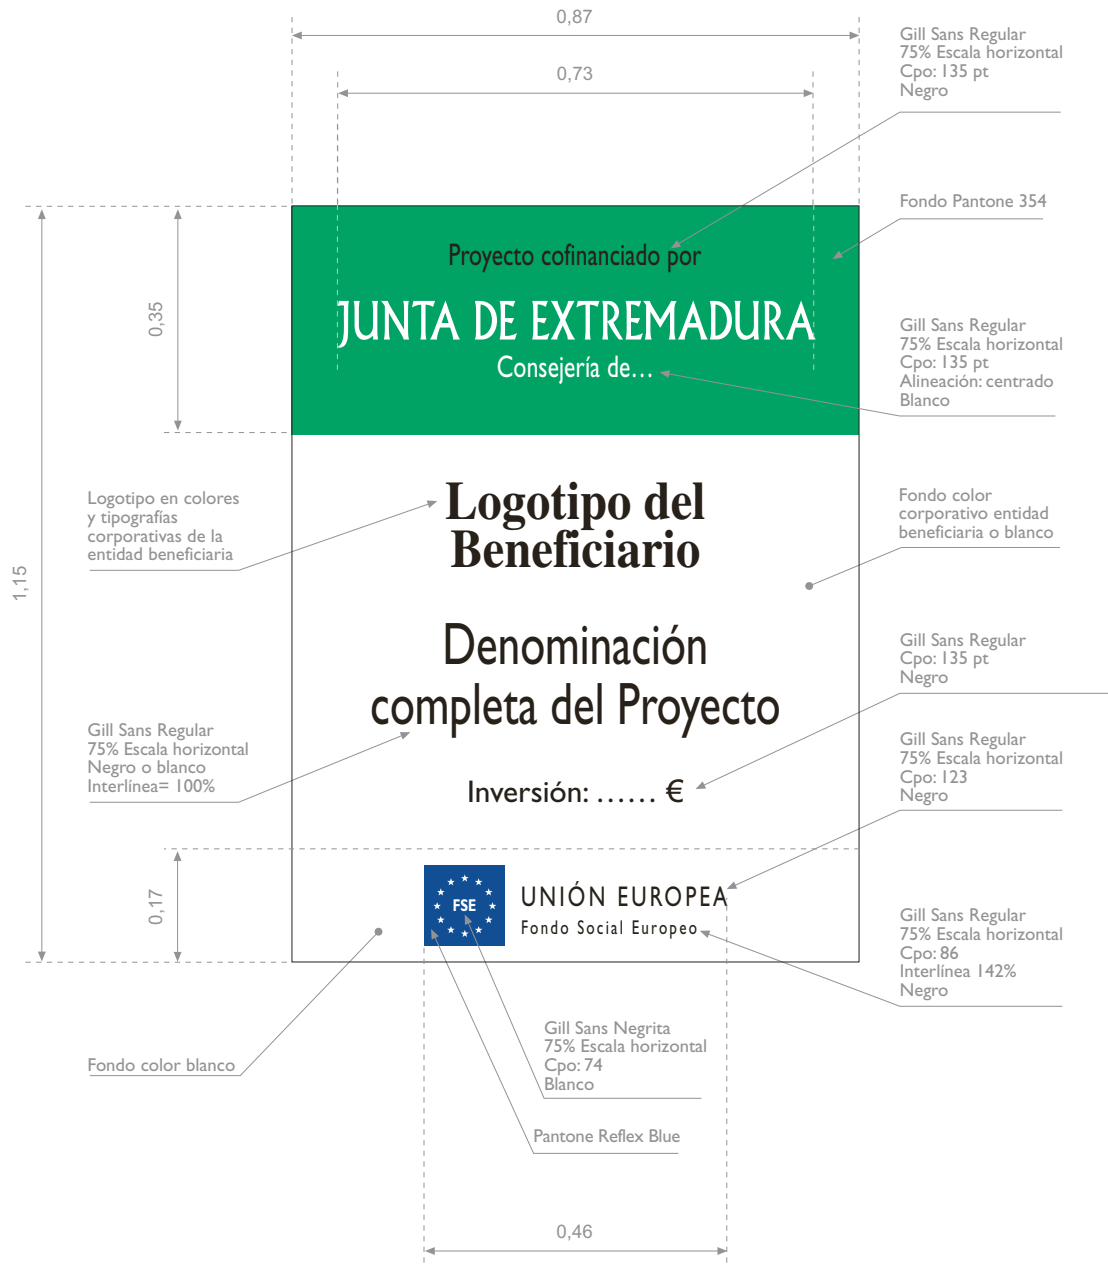 0,87
0,73
Gill Sans Regular
75% Escala horizontal
Cpo: 135 pt
Negro
Fondo Pantone 354
Proyecto cofinanciado por
JUNTA DE EXTREMADURA
Consejería de...
0,35
Gill Sans Regular
75% Escala horizontal
Cpo: 135 pt
Alineación: centrado
Blanco
Logotipo en colores
y tipografías
corporativas de la
entidad beneficiaria
Logotipo del
Beneficiario
Fondo color
corporativo entidad
beneficiaria o blanco
1,15
Denominación
completa del Proyecto
Gill Sans Regular
Cpo: 135 pt
Negro
Gill Sans Regular
75% Escala horizontal
Negro o blanco
Interlínea= 100%
Inversión: ...... €
Gill Sans Regular
75% Escala horizontal
Cpo: 123
Negro
0,17
FSE
UNIÓN EUROPEA
Fondo Social Europeo
Gill Sans Regular
75% Escala horizontal
Cpo: 86
Interlínea 142%
Negro
Fondo color blanco
Gill Sans Negrita
75% Escala horizontal
Cpo: 74
Blanco
Pantone Reflex Blue
0,46